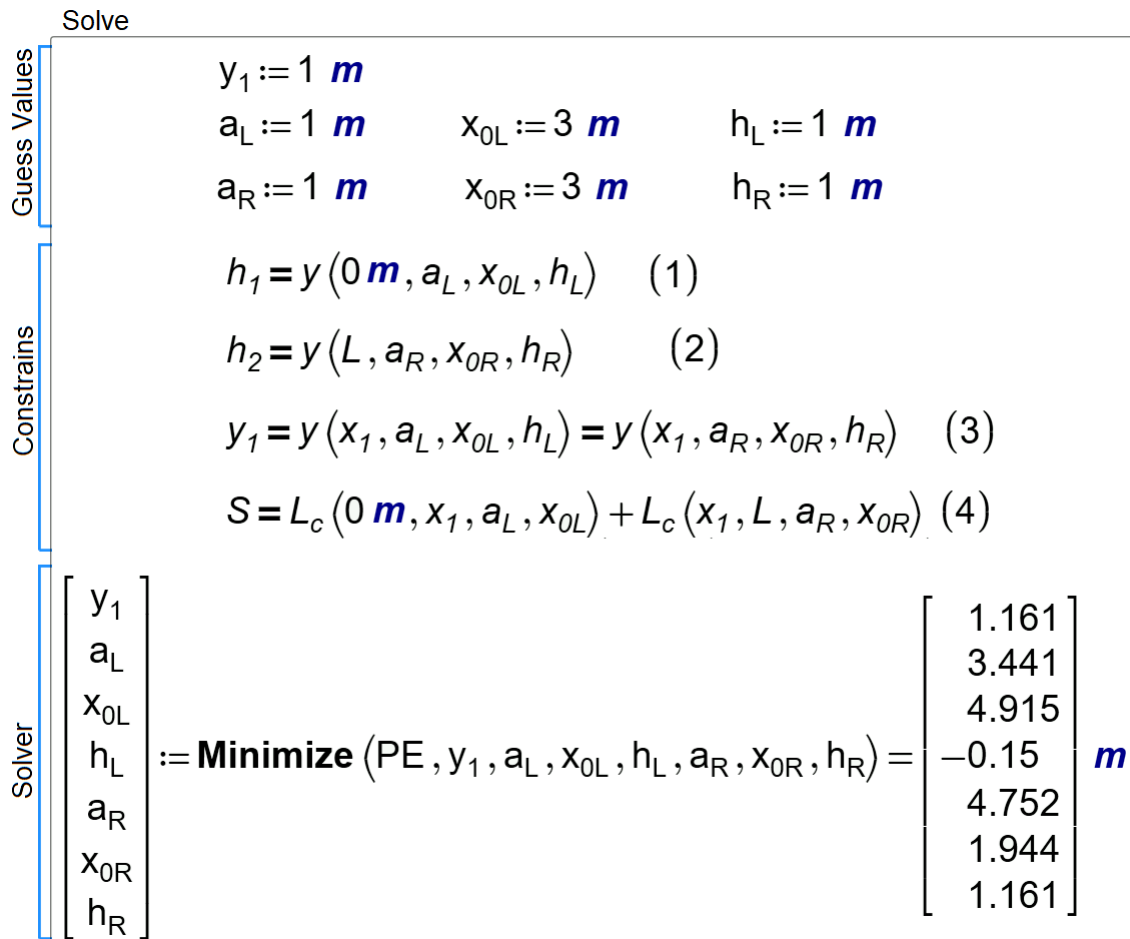 Solve
Guess Values
y1 := 1 m
aL := 1 m x0L := 3 m hL := 1 m
aR := 1 m x0R := 3 m hR := 1 m
Constrains
h1 = y (0 m , aL , x0L , hL) (1)
h2 = y (L , aR , x0R , hR) (2)
y1 = y (x1 , aL , x0L , hL) = y (x1 , aR , x0R , hR) (3)
S = Lc (0 m , x1 , aL , x0L) + Lc (x1 , L , aR , x0R) (4)
Solver
[y1 aL x0L hL aR x0R hR] := Minimize (PE , y1 , aL , x0L , hL , aR , x0R , hR) = [1.161 3.441 4.915 −0.15 4.752 1.944 1.161] m